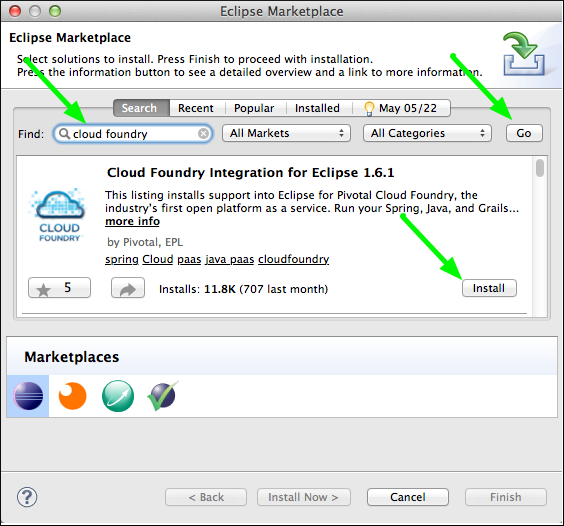 Eclipse Marketplace
Eclipse Marketplace
Select solutions to install. Press Finish to proceed with installation.
Press the information button to see a detailed overview and a link to more information.
Search Recent Popular Installed May 05/22
Find: cloud foundry All Markets All Categories Go
Cloud Foundry Integration for Eclipse 1.6.1
This listing installs support into Eclipse for Pivotal Cloud Foundry, the
industry's first open platform as a service. Run your Spring, Java, and Grails...
more info
CLOUD
FOUNDRY
by Pivotal, EPL
spring Cloud paas java paas cloudfoundry
5 Installs: 11.8K (707 last month) Install
Marketplaces
? < Back Install Now > Cancel Finish